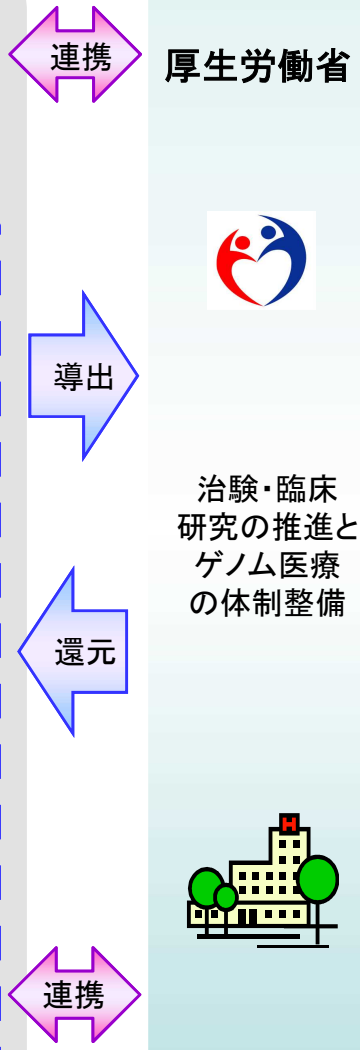 連携
厚生労働省
導出
治験・臨床
研究の推進と
ゲノム医療
の体制整備
還元
H
連携